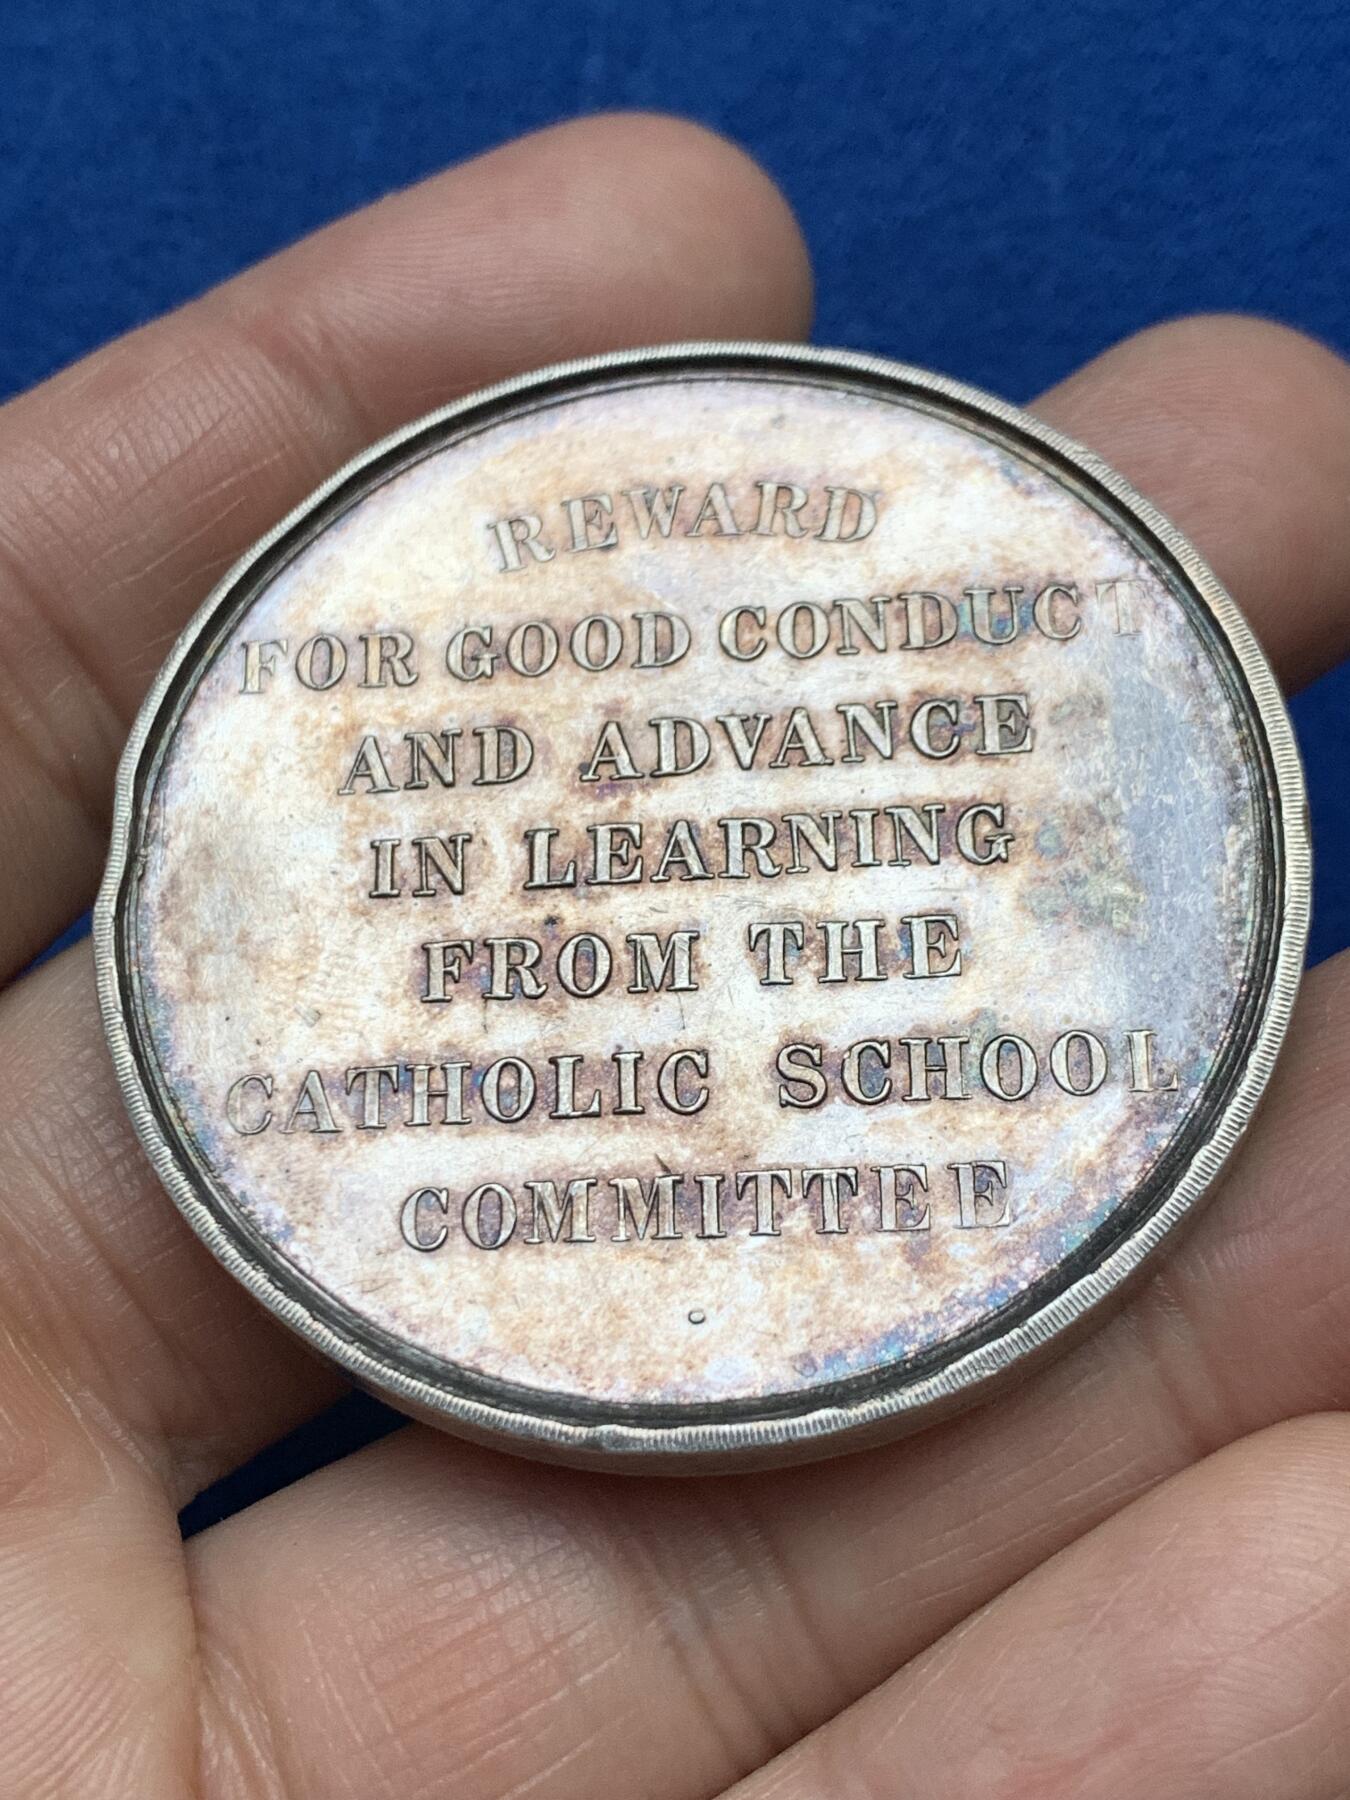 REWARD
FOR GOOD CONDUCT
AND ADVANCE
IN LEARNING
FROM THE
CATHOLIC SCHOOL
COMMITTEE